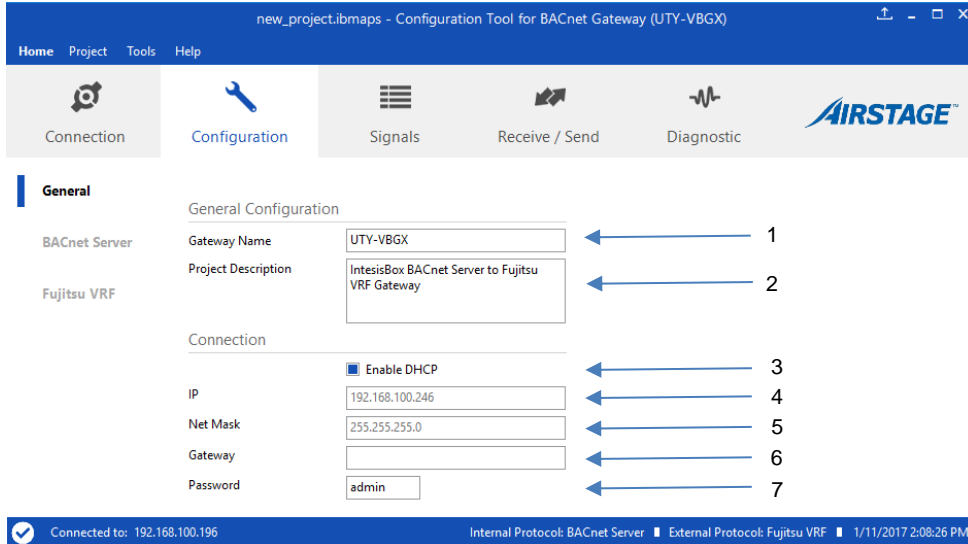 new_project.ibmaps - Configuration Tool for BACnet Gateway (UTY-VBGX)
Home Project Tools Help
Connection Configuration Signals Receive / Send Diagnostic AIRSTAGE™
General
General Configuration
BACnet Server
Gateway Name UTY-VBGX 1
Project Description IntesisBox BACnet Server to Fujitsu
VRF Gateway 2
Fujitsu VRF
Connection
Enable DHCP 3
IP 192.168.100.246 4
Net Mask 255.255.255.0 5
Gateway 6
Password admin 7
Connected to: 192.168.100.196 Internal Protocol: BACnet Server External Protocol: Fujitsu VRF 1/11/2017 2:08:26 PM